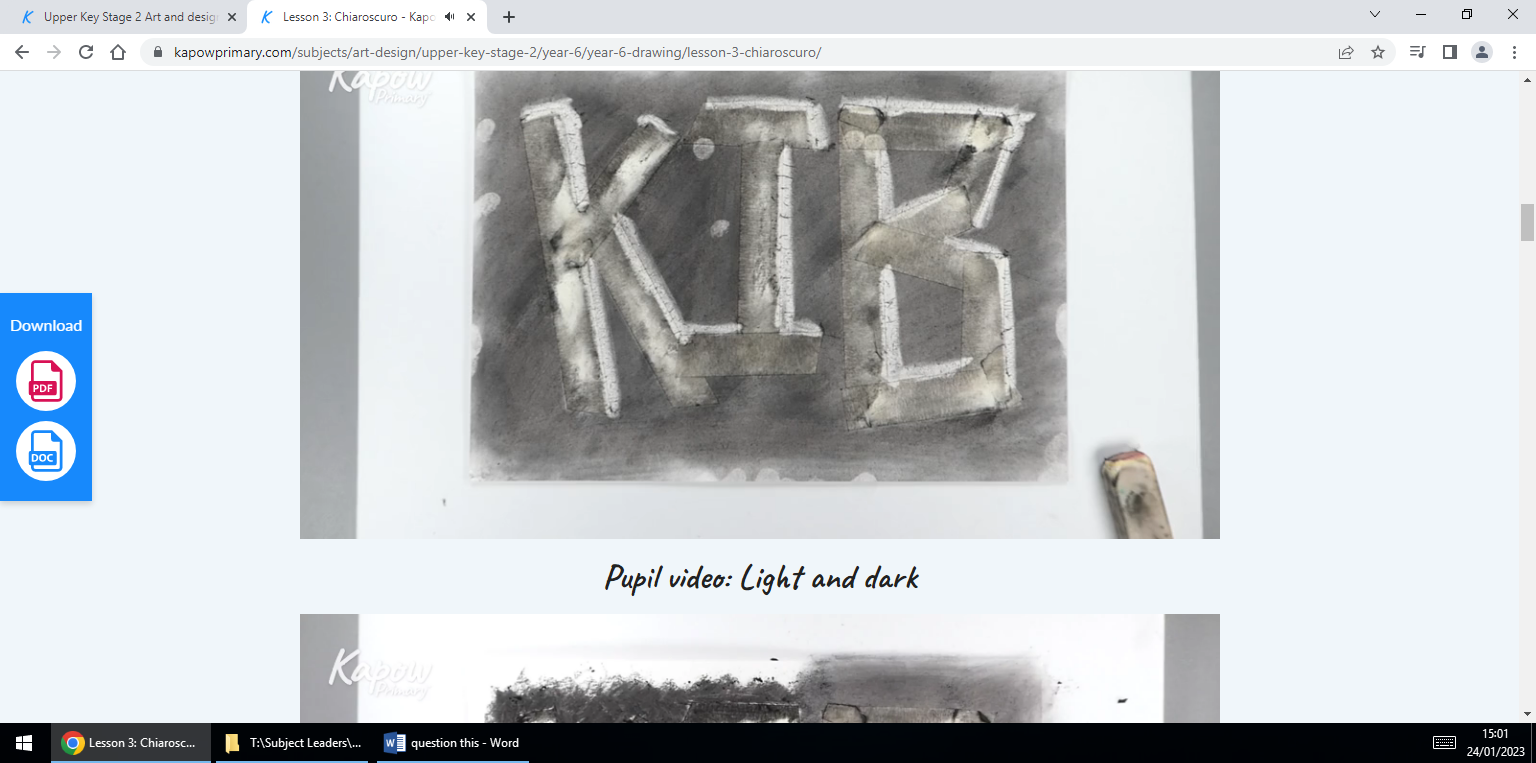 Upper Key Stage 2 Art and desig
Lesson 3: Chiaroscuro - Kapo
kapowprimary.com/subjects/art-design/upper-key-stage-2/year-6/year-6-drawing/lesson-3-chiaroscuro/
Kapow
Primary
KIB
Download
PDF
DOC
Pupil video: Light and dark
Kapow
Primary
Lesson 3: Chiarosc...
T:\Subject Leaders\...
W
question this - Word
15:01
24/01/2023